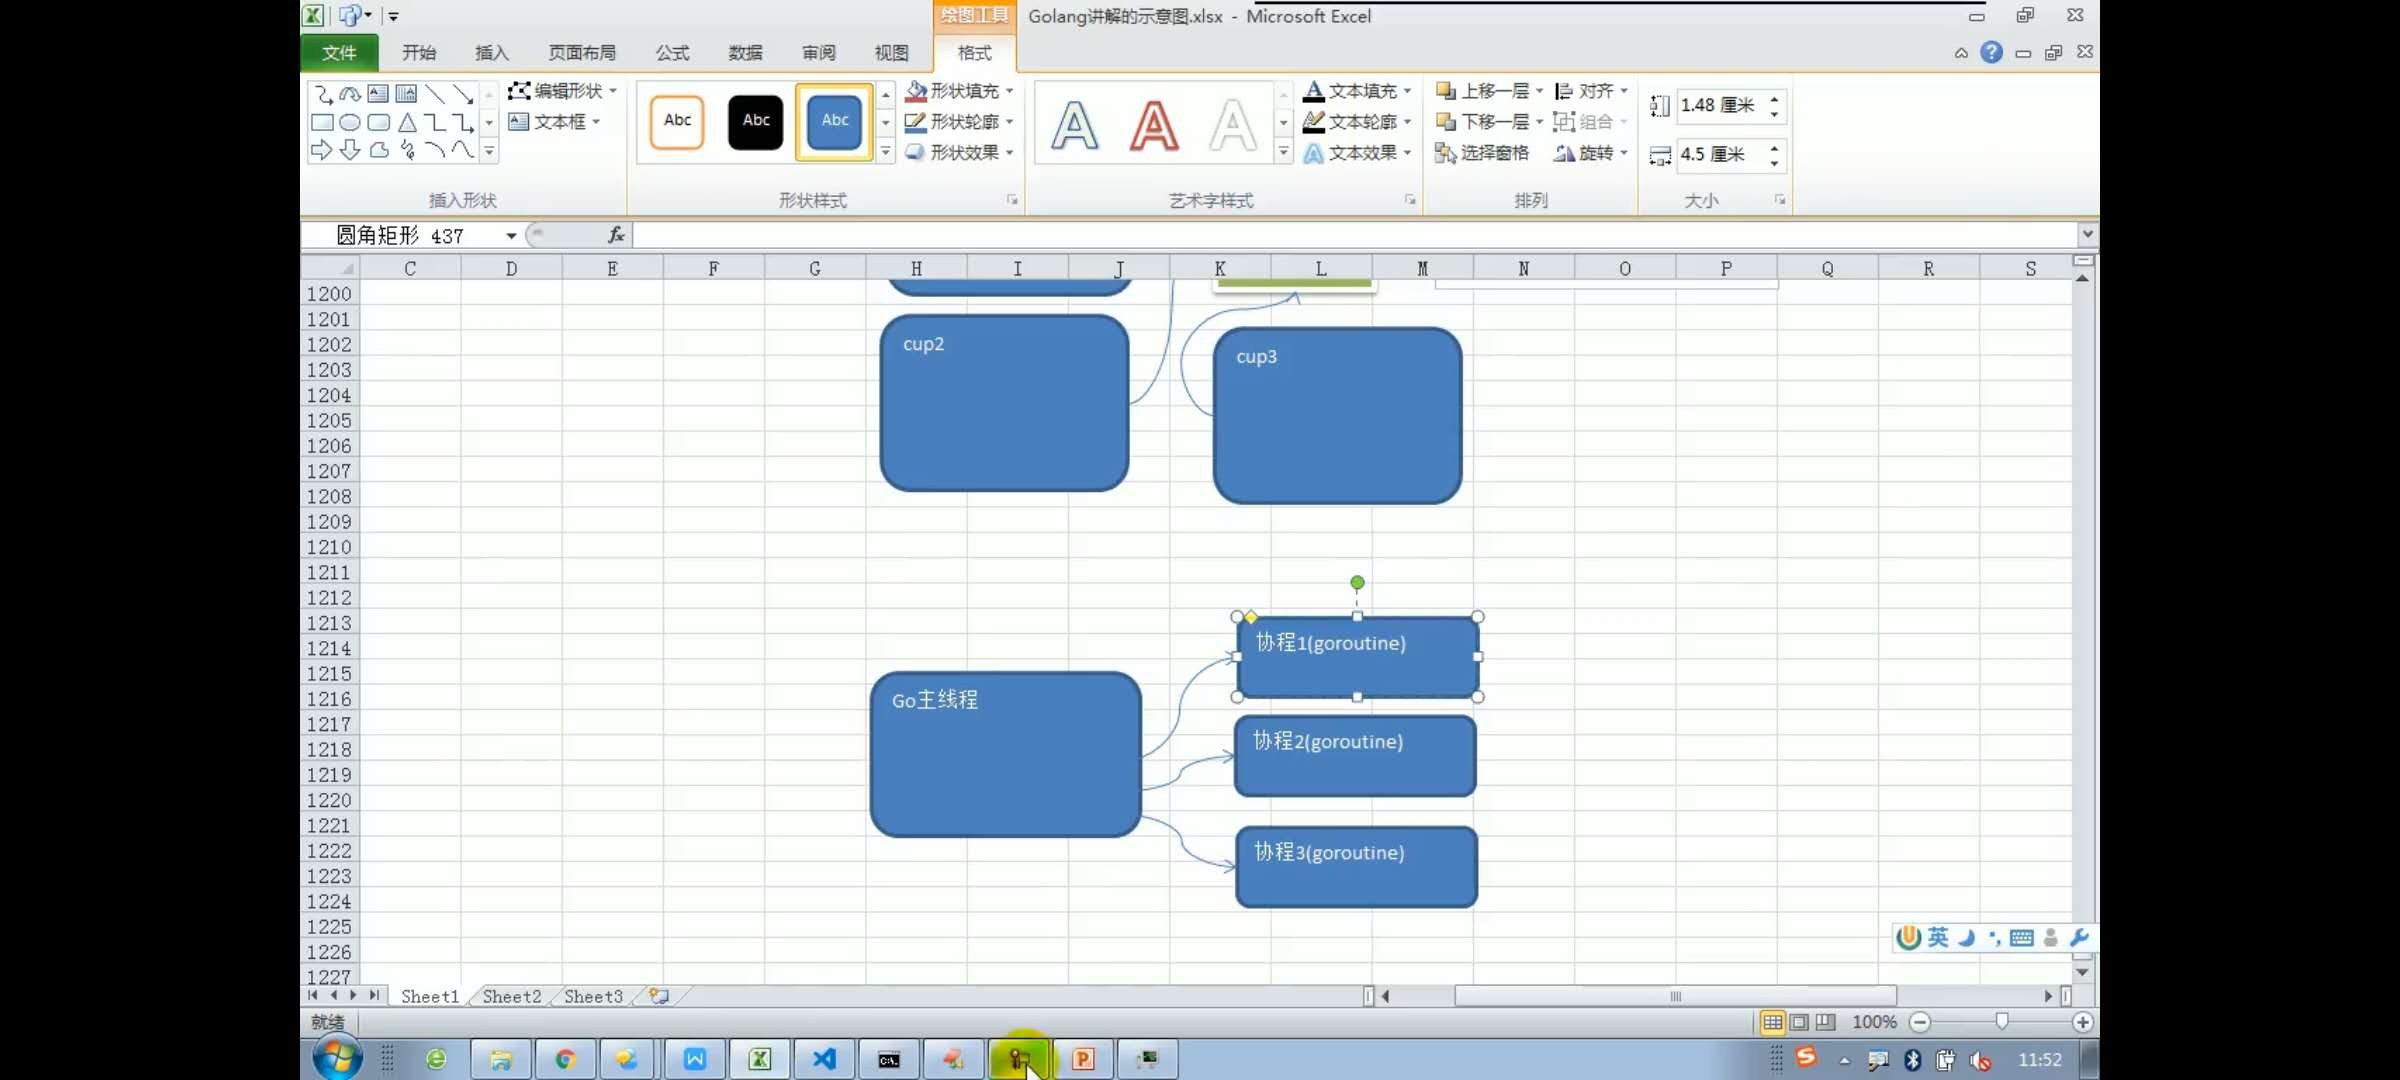 绘图工具
Golang讲解的示意图.xlsx - Microsoft Excel
文件 开始 插入 页面布局 公式 数据 审阅 视图 格式
编辑形状
文本框
插入形状
Abc Abc Abc
形状填充
形状轮廓
形状效果
形状样式
A A A
文本填充
文本轮廓
文本效果
艺术字样式
上移一层 对齐
下移一层 组合
选择窗格 旋转
排列
1.48 厘米
4.5 厘米
大小
圆角矩形 437
fx
C D E F G H I J K L M N O P Q R S
1200
1201
1202
1203
1204
1205
1206
1207
1208
1209
1210
1211
1212
1213
1214
1215
1216
1217
1218
1219
1220
1221
1222
1223
1224
1225
1226
1227
cup2
cup3
Go主线程
协程1(goroutine)
协程2(goroutine)
协程3(goroutine)
英
Sheet1 Sheet2 Sheet3
就绪
100%
11:52